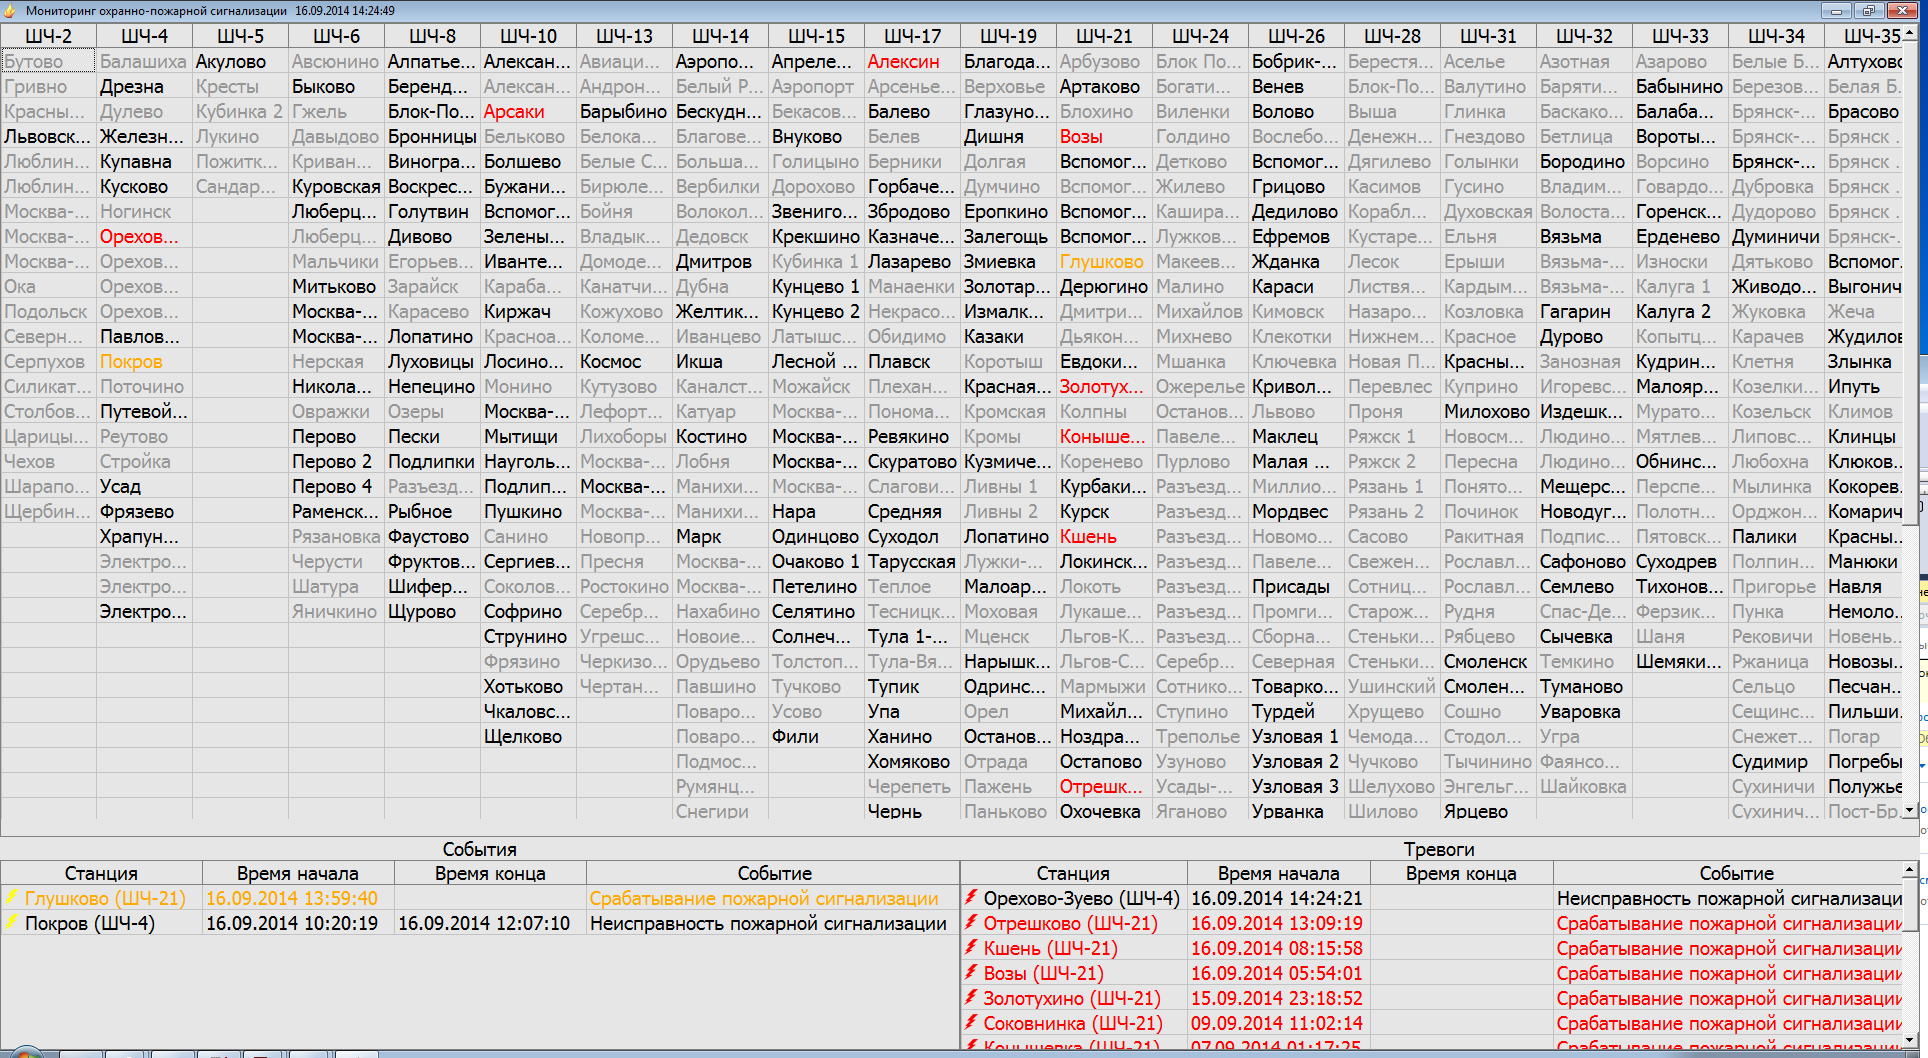 Мониторинг охранно-пожарной сигнализации 16.09.2014 14:24:49
ШЧ-2 ШЧ-4 ШЧ-5 ШЧ-6 ШЧ-8 ШЧ-10 ШЧ-13 ШЧ-14 ШЧ-15 ШЧ-17 ШЧ-19 ШЧ-21 ШЧ-24 ШЧ-26 ШЧ-28 ШЧ-31 ШЧ-32 ШЧ-33 ШЧ-34 ШЧ-35
Бутово Балашиха Акулово Авсюнино Алпатье... Алексан... Авиаци... Аэропо... Апреле... Алексин Благода... Арбузово Блок По... Бобрик-... Берестя... Аселье Азотная Азарово Белые Б... Алтухово
Гривно Дрезна Кресты Быково Беренд... Алексан... Андрон... Белый Р... Аэропорт Арсенье... Верховье Артаково Богати... Венев Блок-По... Валутино Баряти... Бабынино Березов... Белая Б.
Красны... Дулево Кубинка 2 Гжель Блок-По... Арсаки Барыбино Бескудн... Бекасов... Балево Глазуно... Блохино Виленки Волово Выша Глинка Баскако... Балаба... Брянск-... Брасово
Львовск... Железн... Лукино Давыдово Бронницы Бельково Белока... Благове... Внуково Белев Дишня Возы Голдино Вослебо... Денежн... Гнездово Бетлица Вороты... Брянск-... Брянск .
Люблин... Купавна Пожитк... Криван... Виногра... Болшево Белые С... Больша... Голицыно Берники Долгая Вспомог... Детково Вспомог... Дягилево Голынки Бородино Ворсино Брянск-... Брянск .
Люблин... Кусково Сандар... Куровская Воскрес... Бужани... Бирюле... Вербилки Дорохово Горбаче... Думчино Вспомог... Жилево Грицово Касимов Гусино Владим... Говардо... Дубровка Брянск .
Москва-... Ногинск Люберц... Голутвин Вспомог... Бойня Волокол... Звениго... Збродово Еропкино Вспомог... Кашира... Дедилово Корабл... Духовская Волоста... Горенск... Дудорово Брянск .
Москва-... Орехов... Люберц... Дивово Зелены... Владык... Дедовск Крекшино Казначе... Залегощь Вспомог... Лужков... Ефремов Кустаре... Ельня Вязьма Ерденево Думиничи Брянск-.
Москва-... Орехов... Мальчики Егорьев... Иванте... Домоде... Дмитров Кубинка 1 Лазарево Змиевка Глушково Макеев... Жданка Лесок Ерыши Вязьма-... Износки Дятьково Вспомог.
Ока Орехов... Митьково Зарайск Караба... Канатчи... Дубна Кунцево 1 Манаенки Золотар... Дерюгино Малино Караси Листвя... Кардым... Вязьма-... Калуга 1 Живодо... Выгонич
Подольск Орехов... Москва-... Карасево Киржач Кожухово Желтик... Кунцево 2 Некрасо... Измалк... Дмитри... Михайлов Кимовск Назаро... Козловка Гагарин Калуга 2 Жуковка Жеча
Северн... Павлов... Москва-... Лопатино Красноа... Коломе... Иванцево Латышс... Обидимо Казаки Дьякон... Михнево Клекотки Нижнем... Красное Дурово Копытц... Карачев Жудилов
Серпухов Покров Нерская Луховицы Лосино... Космос Икша Лесной ... Плавск Коротыш Евдоки... Мшанка Ключевка Новая П... Красны... Занозная Кудрин... Клетня Злынка
Силикат... Поточино Никола... Непецино Монино Кутузово Каналст... Можайск Плехан... Красная... Золотух... Ожерелье Кривол... Перевлес Куприно Игоревс... Малояр... Козелки... Ипуть
Столбов... Путевой... Овражки Озеры Москва-... Лефорт... Катуар Москва-... Понома... Кромская Колпны Останов... Львово Проня Милохово Издешк... Мурато... Козельск Климов
Царицы... Реутово Перово Пески Мытищи Лихоборы Костино Москва-... Ревякино Кромы Коныше... Павеле... Маклец Ряжск 1 Новосм... Людино... Мятлев... Липовс... Клинцы
Чехов Стройка Перово 2 Подлипки Науголь... Москва-... Лобня Москва-... Скуратово Кузмиче... Коренево Пурлово Малая ... Ряжск 2 Пересна Людино... Обнинс... Любохна Клюков...
Шарапо... Усад Перово 4 Разъезд... Подлип... Москва-... Манихи... Москва-... Слагови... Ливны 1 Курбаки... Разъезд... Миллио... Рязань 1 Понято... Мещерс... Перспе... Мылинка Кокорев.
Щербин... Фрязево Раменск... Рыбное Пушкино Москва-... Манихи... Нара Средняя Ливны 2 Курск Разъезд... Мордвес Рязань 2 Починок Новодуг... Полотн... Орджон... Комарич
Храпун... Рязановка Фаустово Санино Новопр... Марк Одинцово Суходол Лопатино Кшень Разъезд... Новомо... Сасово Ракитная Подпис... Пятовск... Палики Красны...
Электро... Черусти Фруктов... Сергиев... Пресня Москва-... Очаково 1 Тарусская Лужки-... Локинск... Разъезд... Павеле... Свежен... Рославл... Сафоново Суходрев Полпин... Манюки
Электро... Шатура Шифер... Соколов... Ростокино Москва-... Петелино Теплое Малоар... Локоть Разъезд... Присады Сотниц... Рославл... Семлево Тихонов... Пригорье Навля
Электро... Яничкино Щурово Софрино Серебр... Нахабино Селятино Тесницк... Моховая Лукаше... Разъезд... Промги... Старож... Рудня Спас-Де... Ферзик... Пунка Немоло...
Струнино Угрешс... Новоие... Солнеч... Тула 1-... Мценск Льгов-К... Разъезд... Сборна... Стеньки... Рябцево Сычевка Шаня Рековичи Новень...
Фрязино Черкизо... Орудьево Толстоп... Тула-Вя... Нарышк... Льгов-С... Серебр... Северная Стеньки... Смоленск Темкино Шемяки... Ржаница Новозы...
Хотьково Чертан... Павшино Тучково Тупик Одринс... Мармыжи Сотнико... Товарко... Ушинский Смолен... Туманово Сельцо Песчан...
Чкаловс... Поваро... Усово Упа Орел Михайл... Ступино Турдей Хрущево Сошно Уваровка Сещинс... Пильши...
Щелково Поваро... Фили Ханино Останов... Ноздра... Треполье Узловая 1 Чемода... Стодол... Угра Снежет... Погар
Подмос... Хомяково Отрада Остапово Узуново Узловая 2 Чучково Тычинино Фаянсо... Судимир Погребы
Румянц... Черепеть Пажень Отрешк... Усады-... Узловая 3 Шелухово Энгельг... Шайковка Сухиничи Полужье
Снегири Чернь Паньково Охочевка Яганово Урванка Шилово Ярцево Сухинич... Пост-Бр...
События Тревоги
Станция Время начала Время конца Событие Станция Время начала Время конца Событие
Глушково (ШЧ-21) 16.09.2014 13:59:40 Срабатывание пожарной сигнализации Орехово-Зуево (ШЧ-4) 16.09.2014 14:24:21 Неисправность пожарной сигнализаци
Покров (ШЧ-4) 16.09.2014 10:20:19 16.09.2014 12:07:10 Неисправность пожарной сигнализации Отрешково (ШЧ-21) 16.09.2014 13:09:19 Срабатывание пожарной сигнализации
Кшень (ШЧ-21) 16.09.2014 08:15:58 Срабатывание пожарной сигнализации
Возы (ШЧ-21) 16.09.2014 05:54:01 Срабатывание пожарной сигнализации
Золотухино (ШЧ-21) 15.09.2014 23:18:52 Срабатывание пожарной сигнализации
Соковнинка (ШЧ-21) 09.09.2014 11:02:14 Срабатывание пожарной сигнализации
Конышевка (ШЧ-21) 07.09.2014 01:17:25 Срабатывание пожарной сигнализации